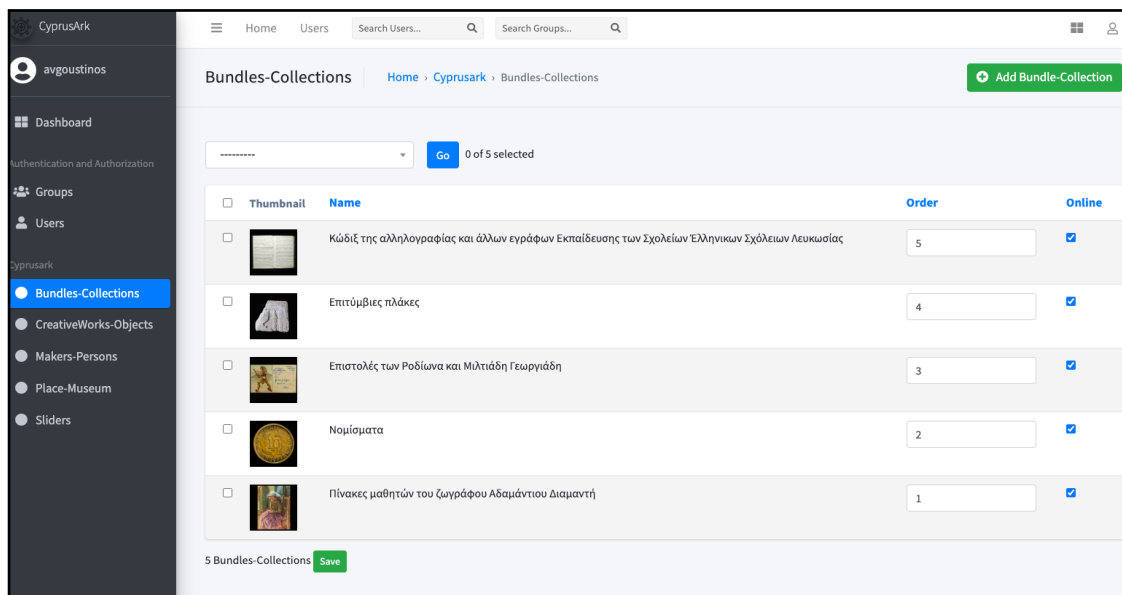 CyprusArk
Home Users Search Users... Search Groups...
avgoustinos
Bundles-Collections Home › Cyprusark › Bundles-Collections Add Bundle-Collection
Dashboard
Authentication and Authorization
Groups
Users
Cyprusark
Bundles-Collections
CreativeWorks-Objects
Makers-Persons
Place-Museum
Sliders
--------- Go 0 of 5 selected
Thumbnail Name Order Online
Κώδιξ της αλληλογραφίας και άλλων εγράφων Εκπαίδευσης των Σχολείων Έλληνικων Σχόλειων Λευκωσίας 5
Επιτύμβιες πλάκες 4
Επιστολές των Ροδίωνα και Μιλτιάδη Γεωργιάδη 3
Νομίσματα 2
Πίνακες μαθητών του ζωγράφου Αδαμάντιου Διαμαντή 1
5 Bundles-Collections Save